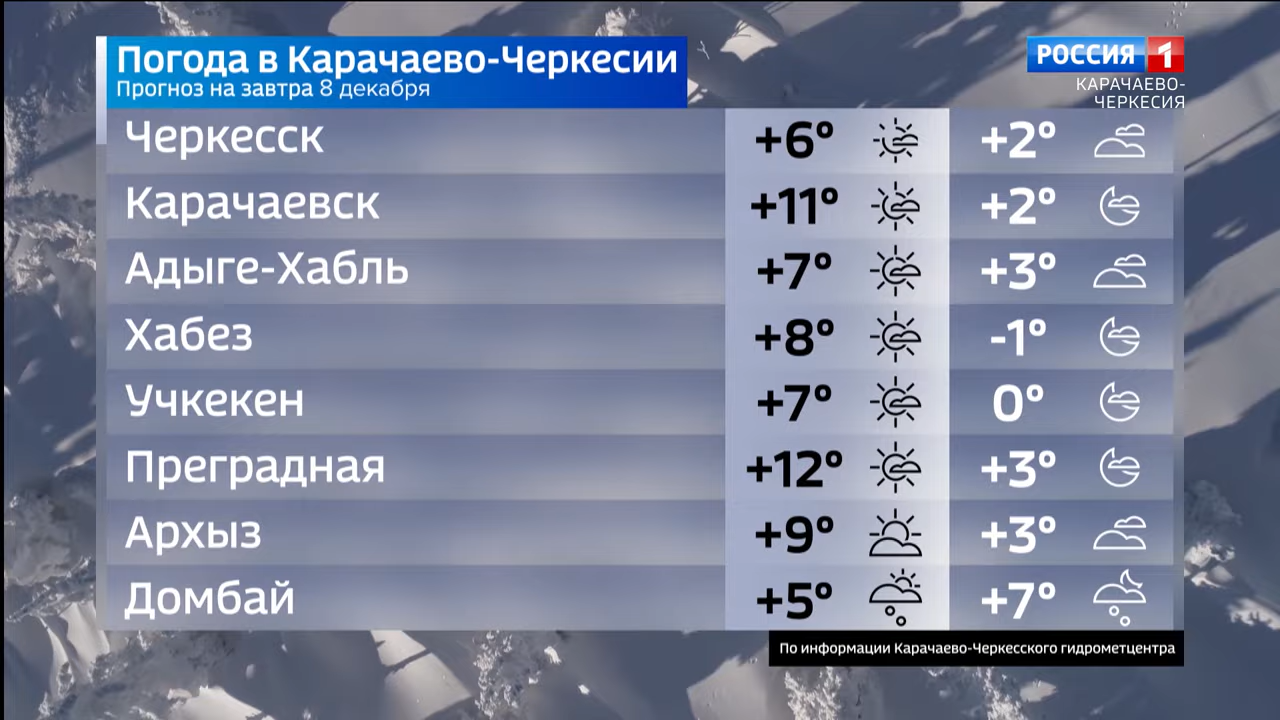 Погода в Карачаево-Черкесии
Прогноз на завтра 8 декабря
РОССИЯ 1
КАРАЧАЕВО-
ЧЕРКЕСИЯ
Черкесск +6° +2°
Карачаевск +11° +2°
Адыге-Хабль +7° +3°
Хабез +8° -1°
Учкекен +7° 0°
Преградная +12° +3°
Архыз +9° +3°
Домбай +5° +7°
По информации Карачаево-Черкесского гидрометцентра